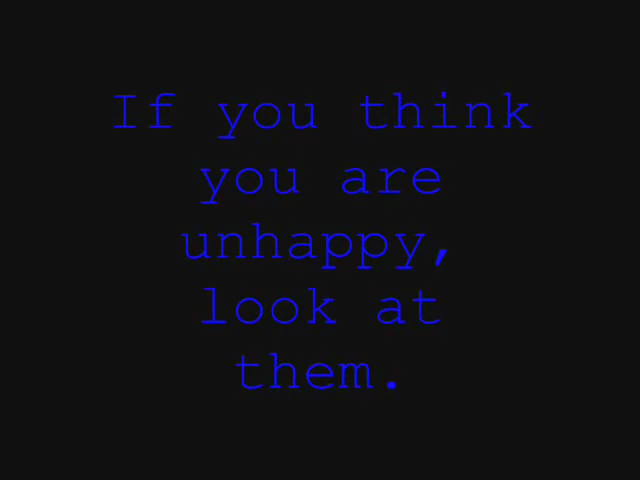 If you think
you are
unhappy,
look at
them.